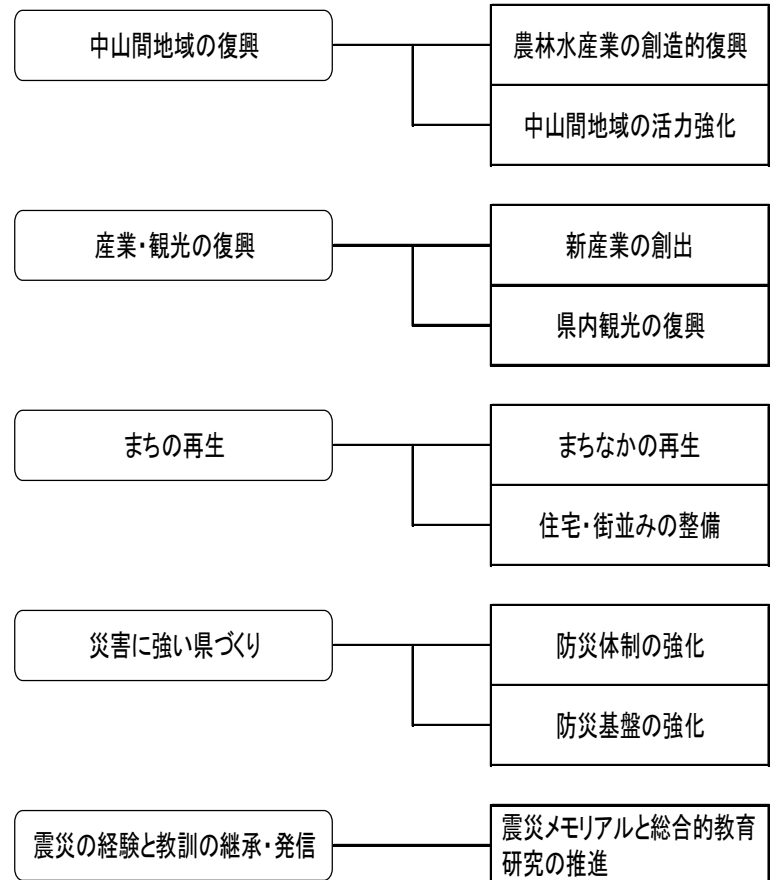 中山間地域の復興
農林水産業の創造的復興
中山間地域の活力強化
産業・観光の復興
新産業の創出
県内観光の復興
まちの再生
まちなかの再生
住宅・街並みの整備
災害に強い県づくり
防災体制の強化
防災基盤の強化
震災の経験と教訓の継承・発信
震災メモリアルと総合的教育
研究の推進